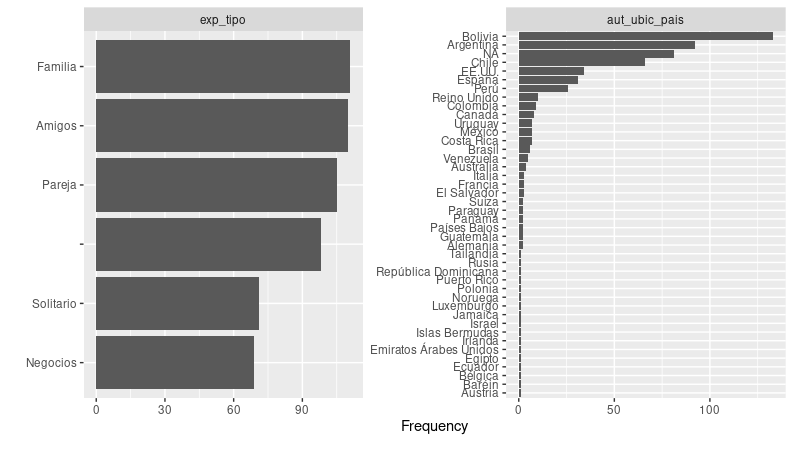 exp_tipo
Familia
Amigos
Pareja
Solitario
Negocios
0 30 60 90
aut_ubic_pais
Bolivia
Argentina
NA
Chile
EE.UU.
España
Perú
Reino Unido
Colombia
Canadá
Uruguay
México
Costa Rica
Brasil
Venezuela
Australia
Italia
Francia
El Salvador
Suiza
Paraguay
Panamá
Países Bajos
Guatemala
Alemania
Tailandia
Rusia
República Dominicana
Puerto Rico
Polonia
Noruega
Luxemburgo
Jamaica
Israel
Islas Bermudas
Irlanda
Emiratos Árabes Unidos
Egipto
Ecuador
Bélgica
Baréin
Austria
0 50 100
Frequency